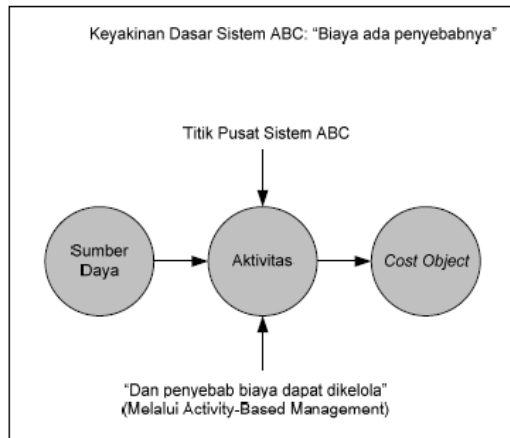 Keyakinan Dasar Sistem ABC: “Biaya ada penyebabnya”
Titik Pusat Sistem ABC
Sumber
Daya
Aktivitas
Cost Object
“Dan penyebab biaya dapat dikelola”
(Melalui Activity-Based Management)